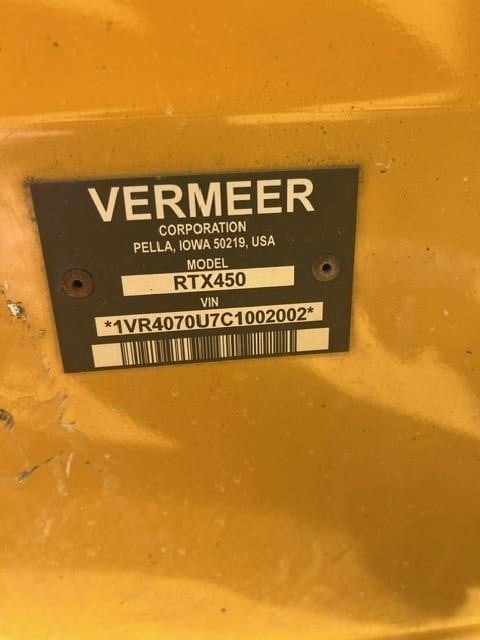 VERMEER
CORPORATION
PELLA, IOWA 50219, USA
MODEL
RTX450
VIN
*1VR4070U7C1002002*